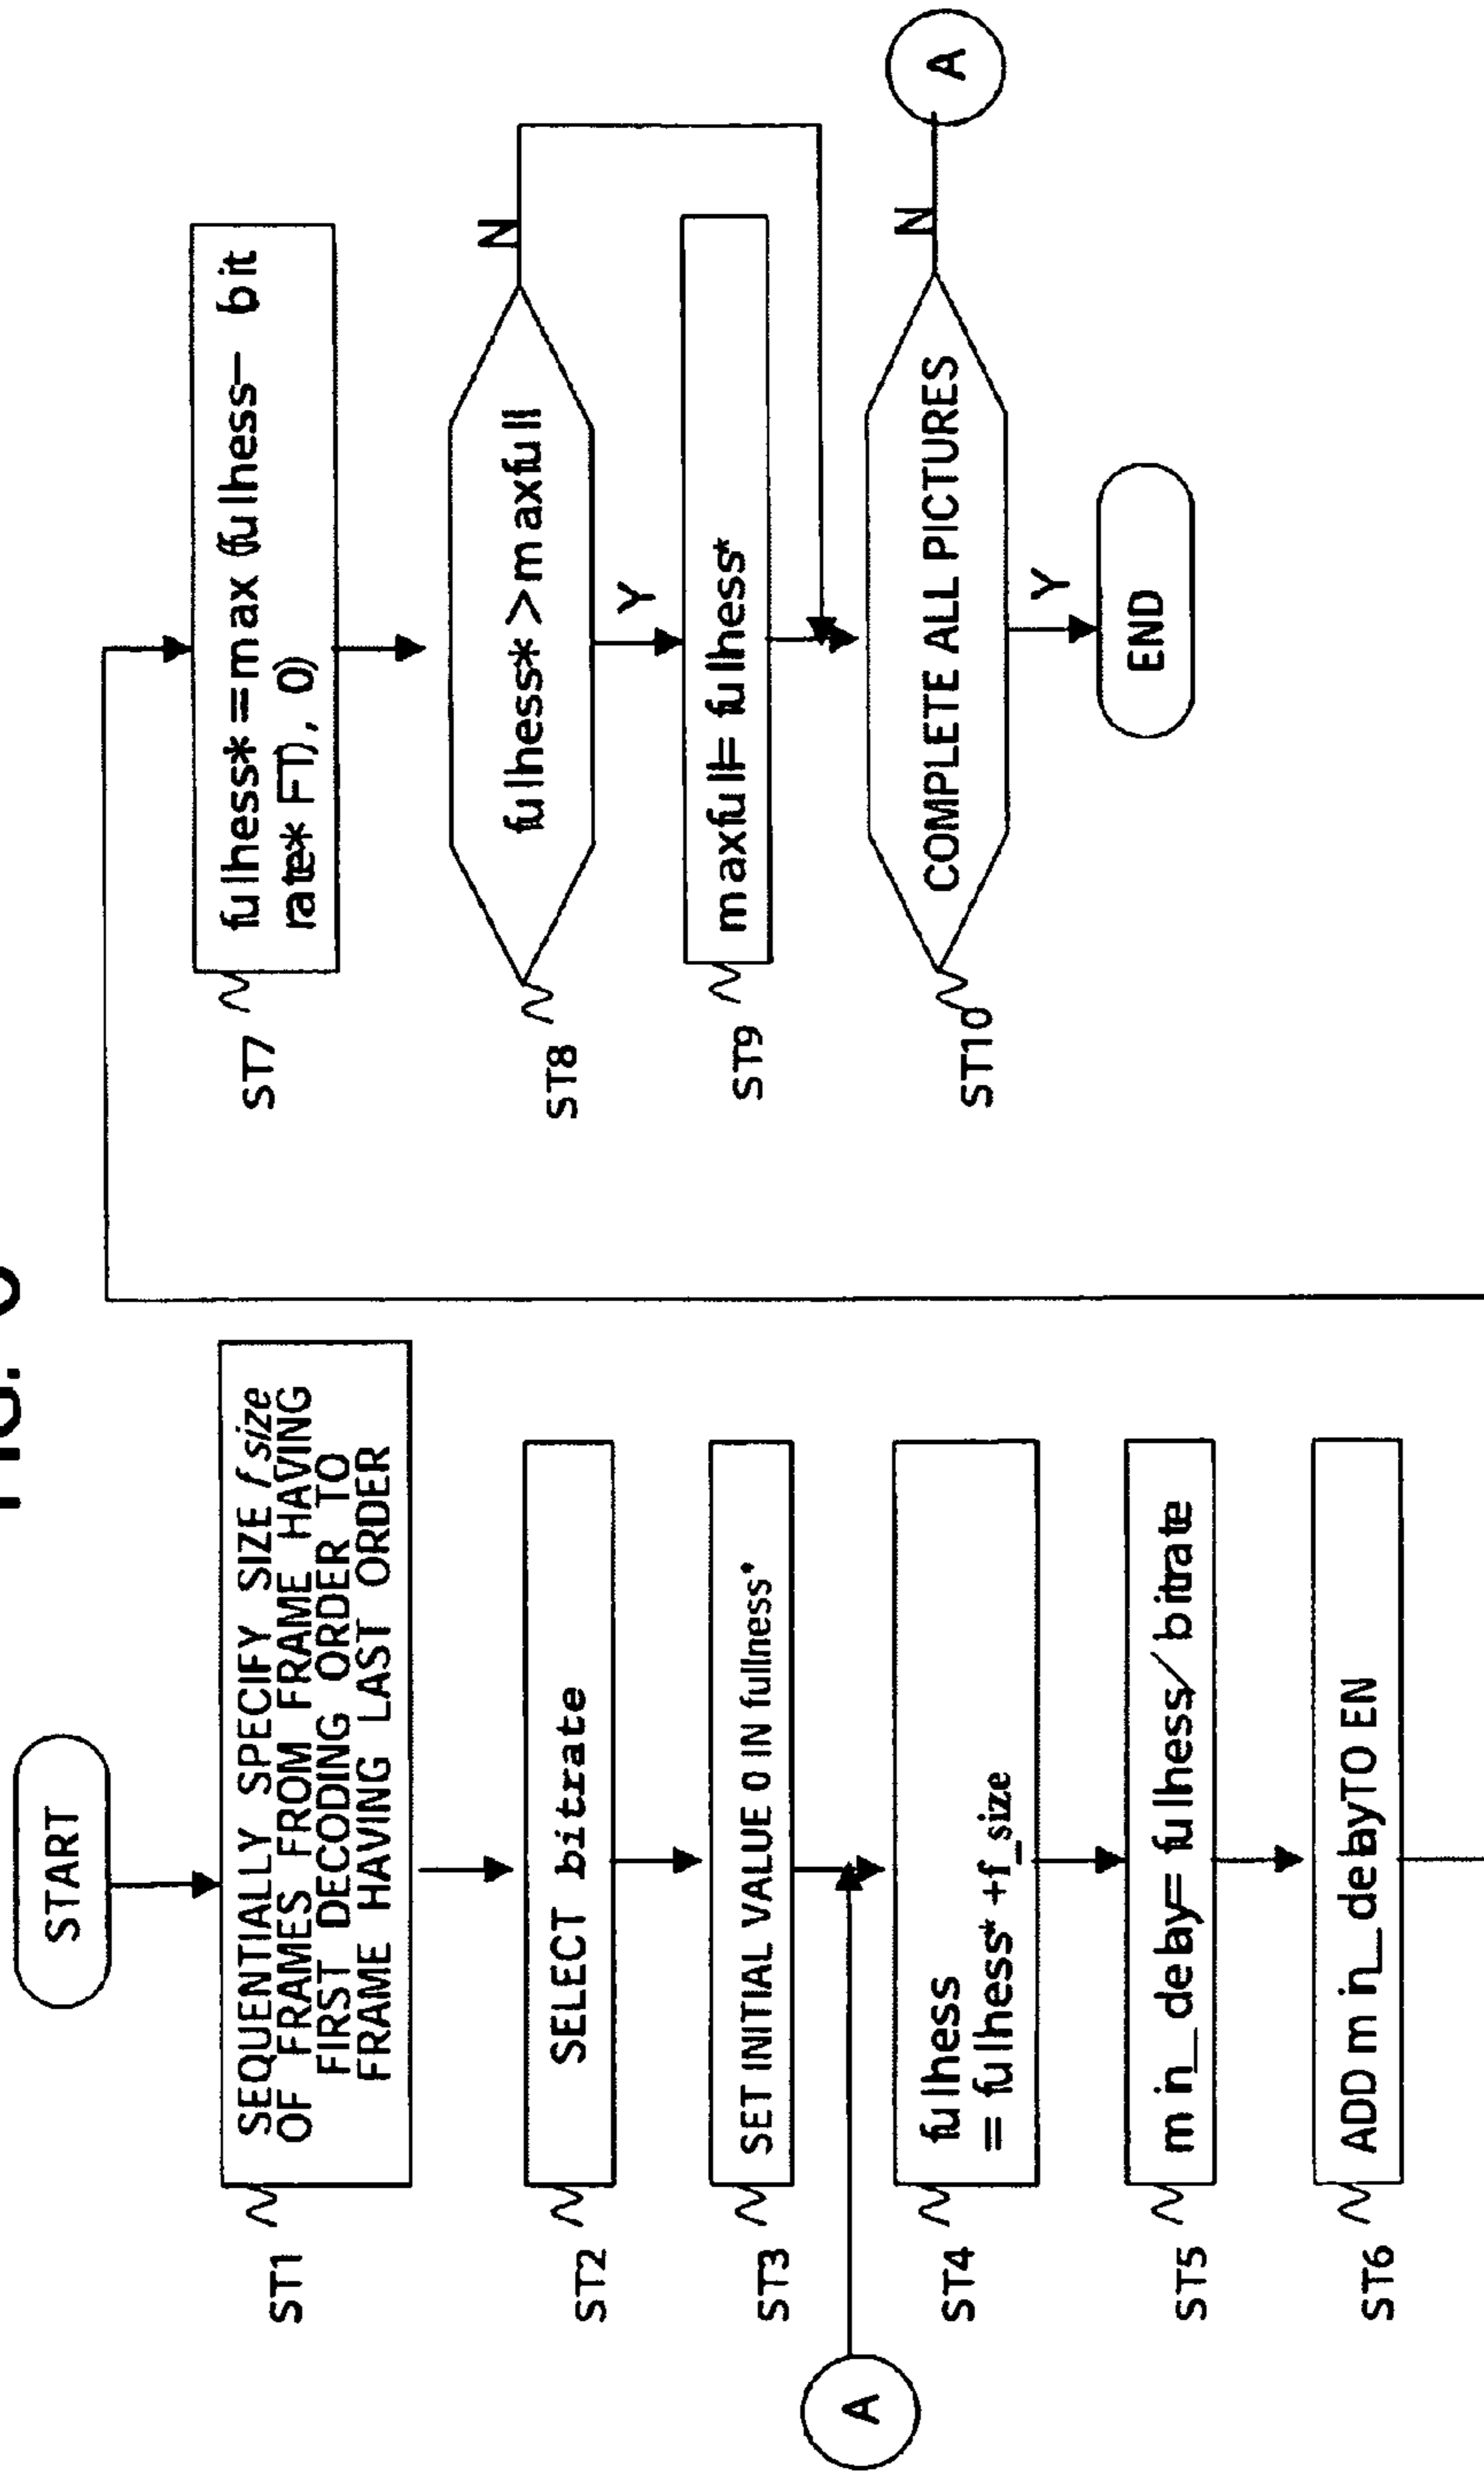 START
ST1
SEQUENTIALLY SPECIFY SIZE f size
OF FRAMES FROM FRAME HAVING
FIRST DECODING ORDER TO
FRAME HAVING LAST ORDER
ST2
SELECT bitrate
ST3
SET INITIAL VALUE 0 IN fullness*
A
ST4
fullness
= fullness* +f_size
ST5
min_delay= fullness/ bitrate
ST6
ADD min_delay TO EN
ST7
fullness* =max (fullness- (bit
rate* FT), 0)
ST8
fullness* >maxfull
N
Y
ST9
maxfull= fullness*
ST10
COMPLETE ALL PICTURES
N
A
Y
END